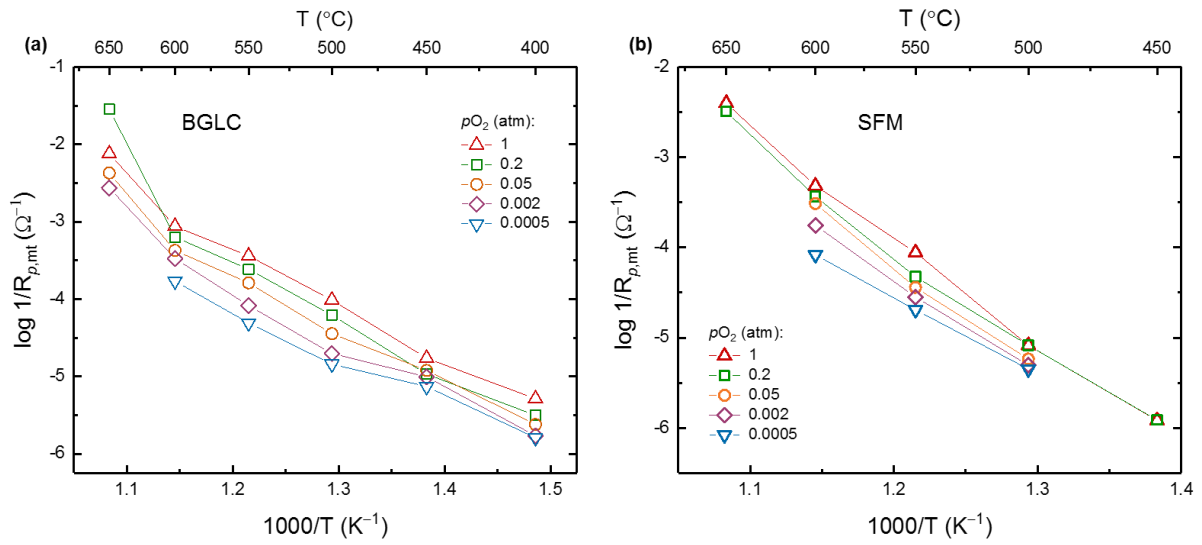 T (°C)
(a)
650 600 550 500 450 400
-1
-2
-3
-4
-5
-6
log 1/R p,mt (Ω⁻¹)
BGLC
pO₂ (atm):
1
0.2
0.05
0.002
0.0005
1.1 1.2 1.3 1.4 1.5
1000/T (K⁻¹)
T (°C)
(b)
650 600 550 500 450
-2
-3
-4
-5
-6
log 1/R p,mt (Ω⁻¹)
SFM
pO₂ (atm):
1
0.2
0.05
0.002
0.0005
1.1 1.2 1.3 1.4
1000/T (K⁻¹)